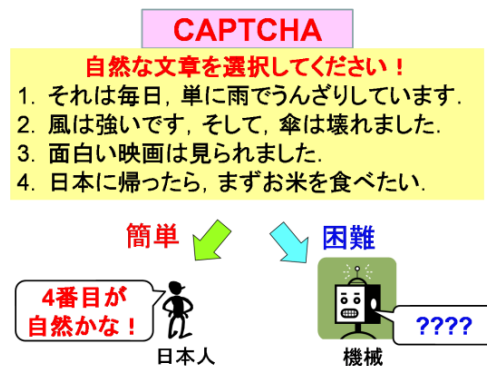 CAPTCHA
自然な文章を選択してください！
1. それは毎日, 単に雨でうんざりしています.
2. 風は強いです, そして, 傘は壊れました.
3. 面白い映画は見られました.
4. 日本に帰ったら, まずお米を食べたい.
簡単
困難
4番目が
自然かな！
????
日本人
機械